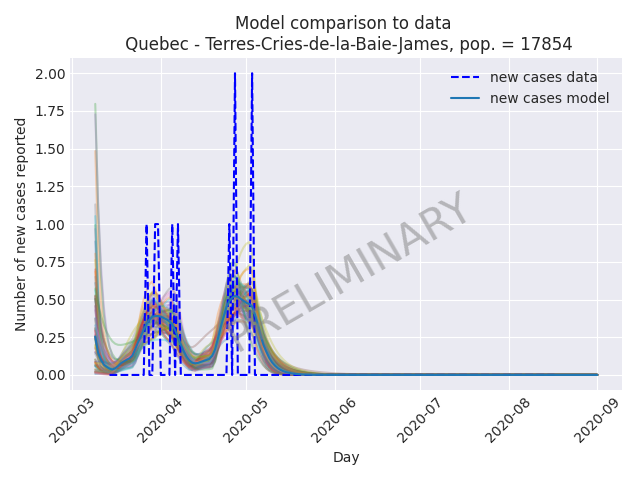 Model comparison to data
Quebec - Terres-Cries-de-la-Baie-James, pop. = 17854
new cases data
new cases model
2.00
1.75
1.50
1.25
1.00
0.75
0.50
0.25
0.00
Number of new cases reported
PRELIMINARY
2020-03
2020-04
2020-05
2020-06
2020-07
2020-08
2020-09
Day